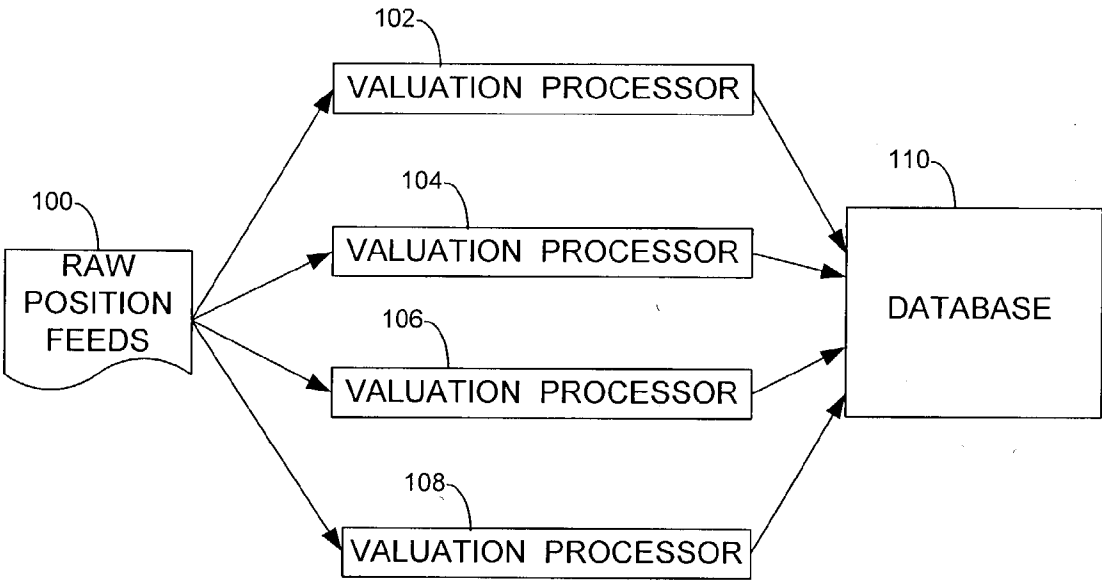 102
VALUATION PROCESSOR
104
VALUATION PROCESSOR
110
100
RAW
POSITION
FEEDS
DATABASE
106
VALUATION PROCESSOR
108
VALUATION PROCESSOR